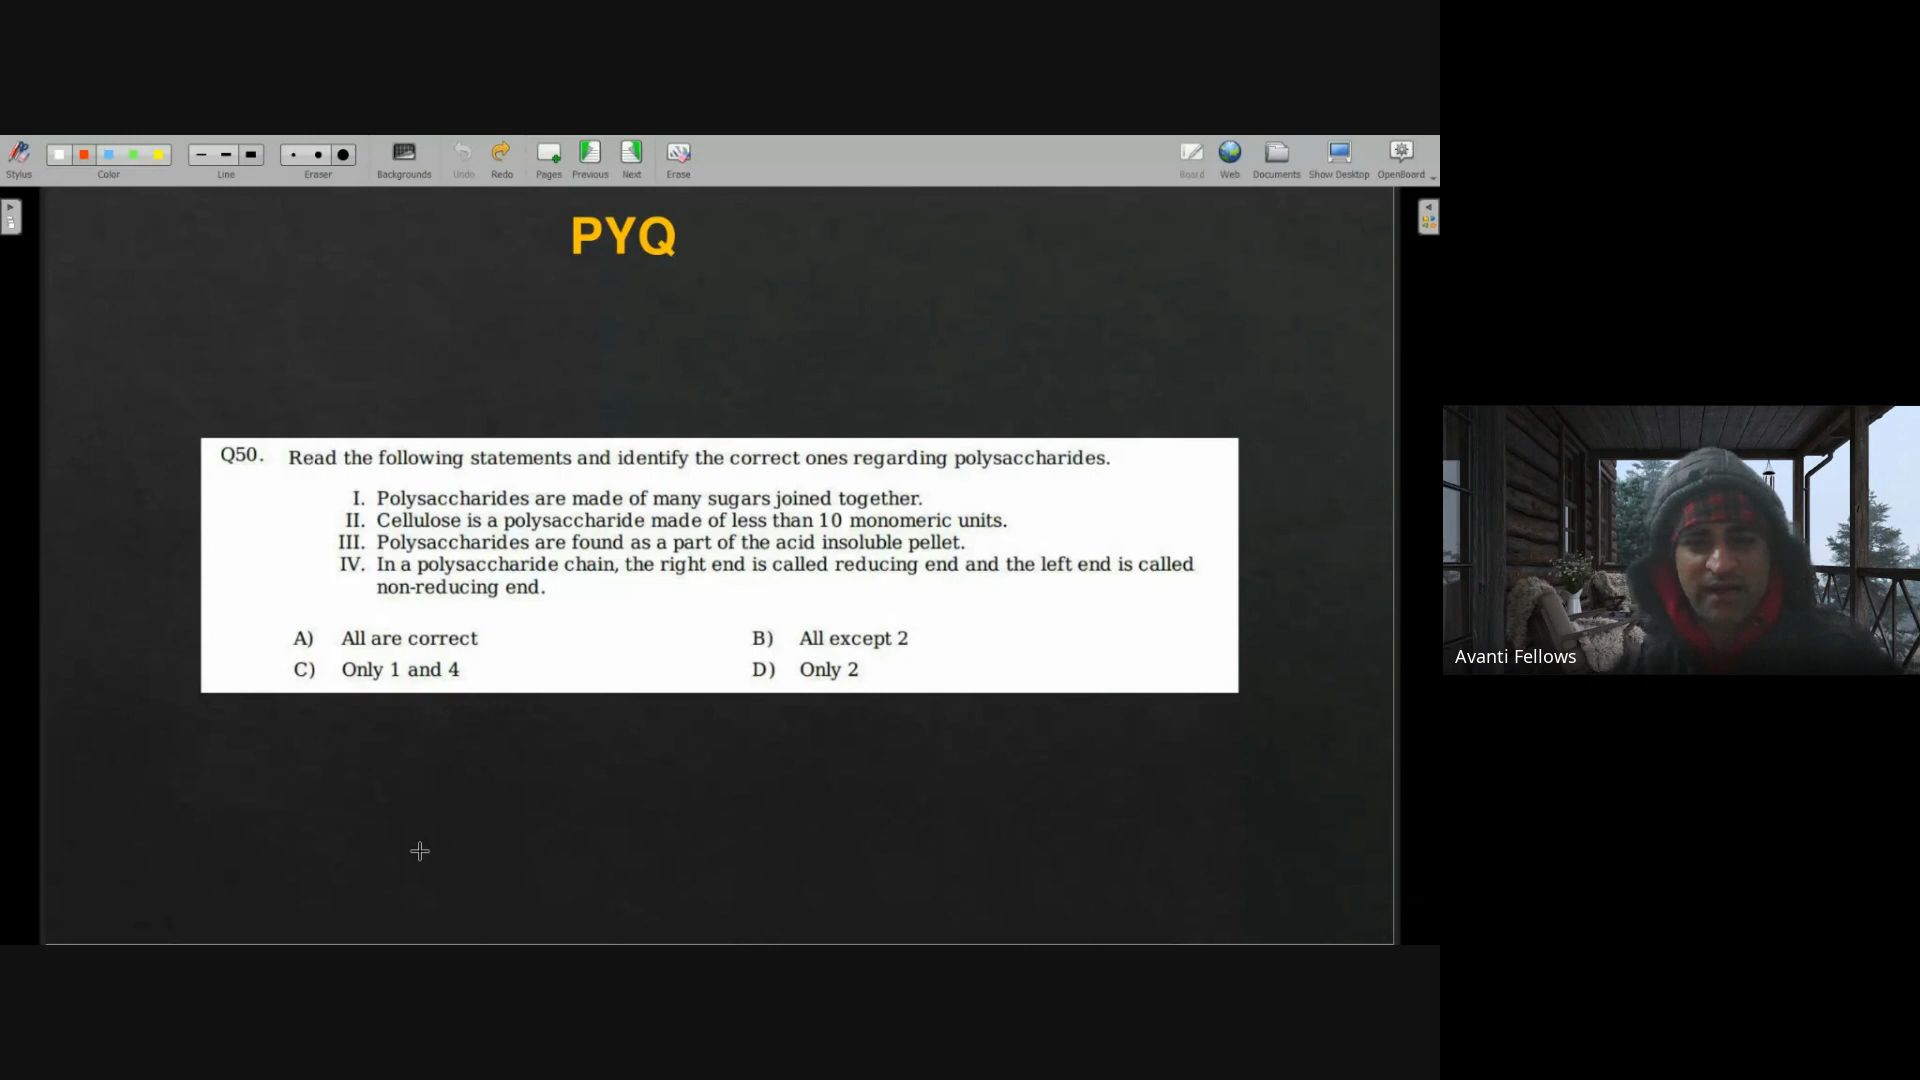 Stylus Color Line Eraser Backgrounds Undo Redo Pages Previous Next Erase Board Web Documents Show Desktop OpenBoard
PYQ
Q50. Read the following statements and identify the correct ones regarding polysaccharides.
I. Polysaccharides are made of many sugars joined together.
II. Cellulose is a polysaccharide made of less than 10 monomeric units.
III. Polysaccharides are found as a part of the acid insoluble pellet.
IV. In a polysaccharide chain, the right end is called reducing end and the left end is called
non-reducing end.
A) All are correct B) All except 2
C) Only 1 and 4 D) Only 2
Avanti Fellows